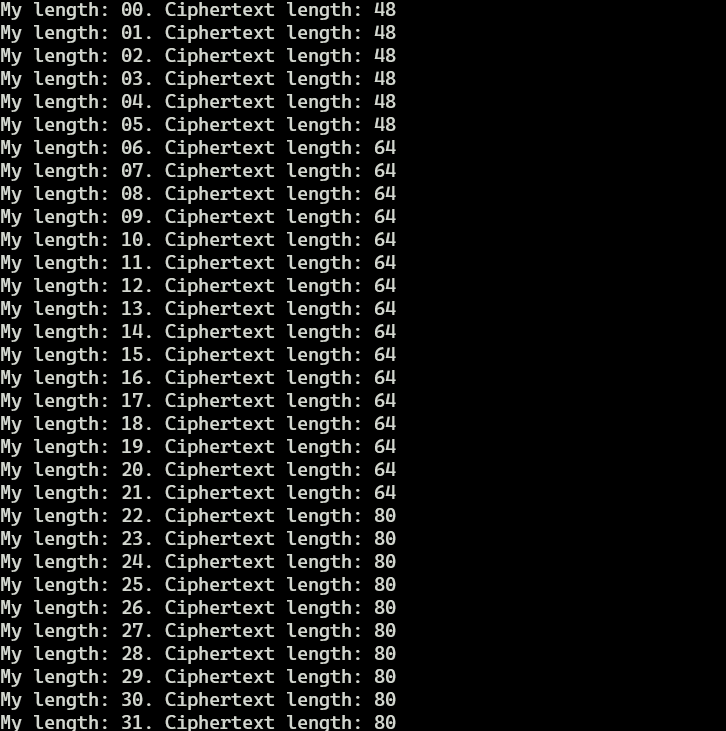 My length: 00. Ciphertext length: 48
My length: 01. Ciphertext length: 48
My length: 02. Ciphertext length: 48
My length: 03. Ciphertext length: 48
My length: 04. Ciphertext length: 48
My length: 05. Ciphertext length: 48
My length: 06. Ciphertext length: 64
My length: 07. Ciphertext length: 64
My length: 08. Ciphertext length: 64
My length: 09. Ciphertext length: 64
My length: 10. Ciphertext length: 64
My length: 11. Ciphertext length: 64
My length: 12. Ciphertext length: 64
My length: 13. Ciphertext length: 64
My length: 14. Ciphertext length: 64
My length: 15. Ciphertext length: 64
My length: 16. Ciphertext length: 64
My length: 17. Ciphertext length: 64
My length: 18. Ciphertext length: 64
My length: 19. Ciphertext length: 64
My length: 20. Ciphertext length: 64
My length: 21. Ciphertext length: 64
My length: 22. Ciphertext length: 80
My length: 23. Ciphertext length: 80
My length: 24. Ciphertext length: 80
My length: 25. Ciphertext length: 80
My length: 26. Ciphertext length: 80
My length: 27. Ciphertext length: 80
My length: 28. Ciphertext length: 80
My length: 29. Ciphertext length: 80
My length: 30. Ciphertext length: 80
My length: 31. Ciphertext length: 80